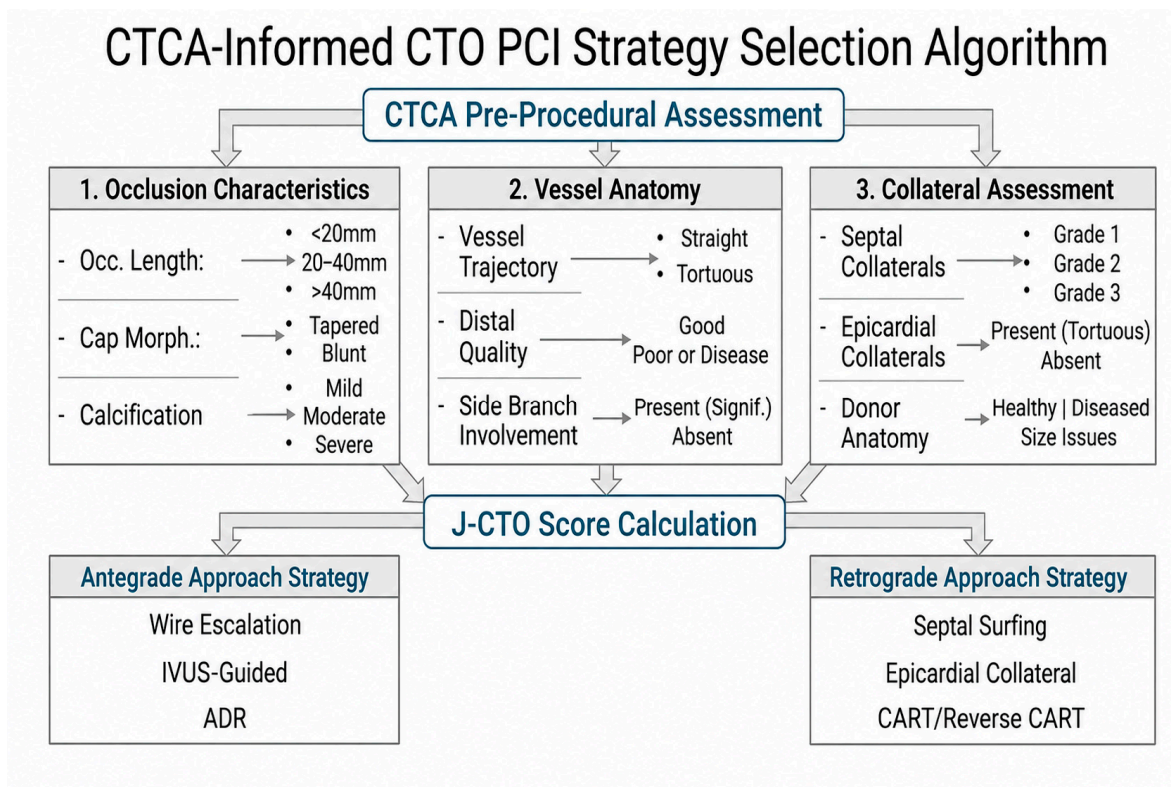 CTCA-Informed CTO PCI Strategy Selection Algorithm
CTCA Pre-Procedural Assessment
1. Occlusion Characteristics
- Occ. Length:
• <20mm
20–40mm
• >40mm
- Cap Morph.:
• Tapered
• Blunt
- Calcification
• Mild
Moderate
• Severe
2. Vessel Anatomy
- Vessel
Trajectory
• Straight
• Tortuous
- Distal
Quality
Good
Poor or Disease
- Side Branch
Involvement
Present (Signif.)
Absent
3. Collateral Assessment
- Septal
Collaterals
• Grade 1
• Grade 2
• Grade 3
- Epicardial
Collaterals
Present (Tortuous)
Absent
- Donor
Anatomy
Healthy | Diseased
Size Issues
J-CTO Score Calculation
Antegrade Approach Strategy
Wire Escalation
IVUS-Guided
ADR
Retrograde Approach Strategy
Septal Surfing
Epicardial Collateral
CART/Reverse CART